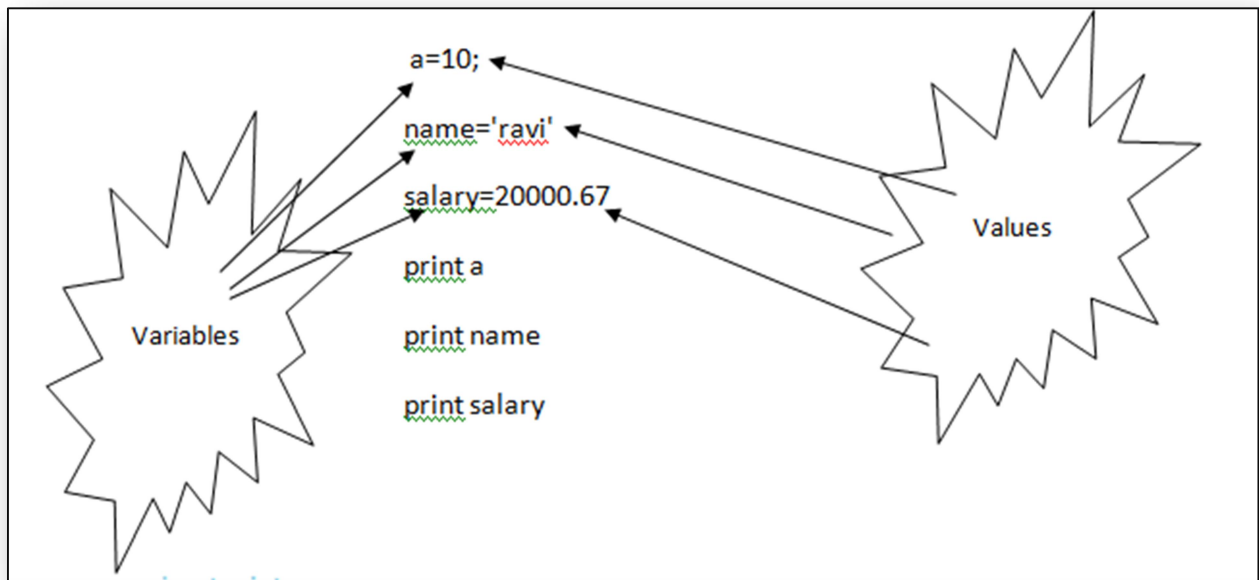 a=10;
name='ravi'
salary=20000.67
print a
print name
print salary
Variables
Values